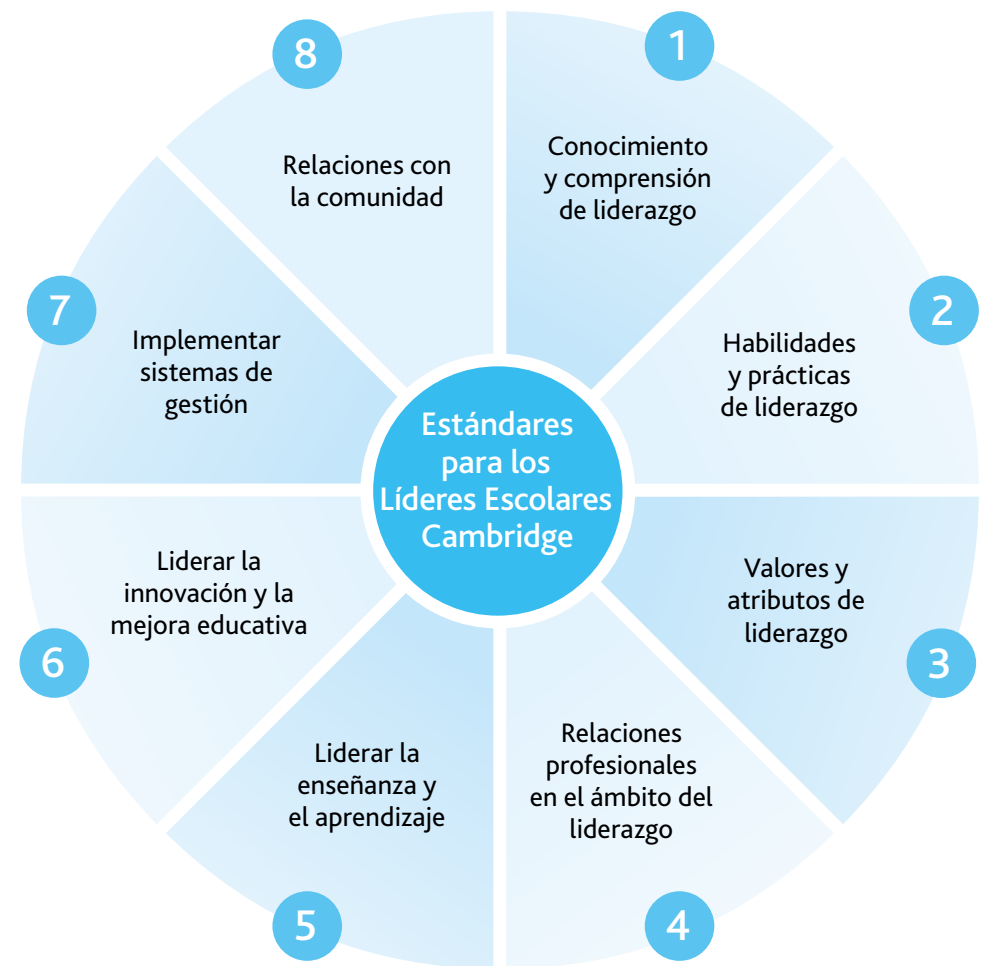 1
Conocimiento
y comprensión
de liderazgo
2
Habilidades
y prácticas
de liderazgo
3
Valores y
atributos de
liderazgo
4
Relaciones
profesionales
en el ámbito del
liderazgo
5
Liderar la
enseñanza y
el aprendizaje
6
Liderar la
innovación y la
mejora educativa
7
Implementar
sistemas de
gestión
8
Relaciones con
la comunidad
Estándares
para los
Líderes Escolares
Cambridge